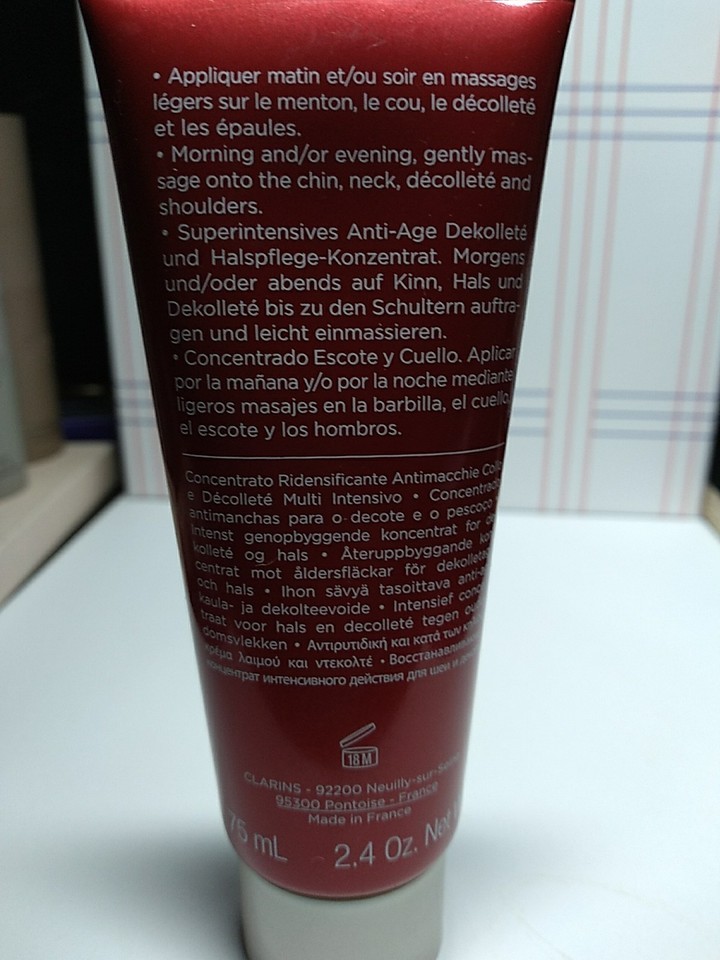 • Appliquer matin et/ou soir en massages
légers sur le menton, le cou, le décolleté
et les épaules.
• Morning and/or evening, gently mas-
sage onto the chin, neck, décolleté and
shoulders.
• Superintensives Anti-Age Dekolleté
und Halspflege-Konzentrat. Morgens
und/oder abends auf Kinn, Hals und
Dekolleté bis zu den Schultern auftra-
gen und leicht einmassieren.
• Concentrado Escote y Cuello. Aplicar
por la mañana y/o por la noche mediante
ligeros masajes en la barbilla, el cuello,
el escote y los hombros.
Concentrato Ridensificante Antimacchie
e Décolleté Multi Intensivo • Concentrado
antimanchas para o decote e o pescoço
Intenst genopbyggende koncentrat for
kolleté og hals • Återuppbyggande
centrat mot åldersfläckar för dekolleté
och hals • Ihon sävyä tasoittava
kaula- ja dekolteevoide • Intensief
traat voor hals en decolleté tegen
domsvlekken • Αντιρυτιδική και κατά των
κρέμα λαιμού και ντεκολτέ •
концентрат интенсивного действия для шеи и
18 M
CLARINS - 92200 Neuilly-sur-Seine
95300 Pontoise - France
Made in France
75 mL 2.4 Oz. Net